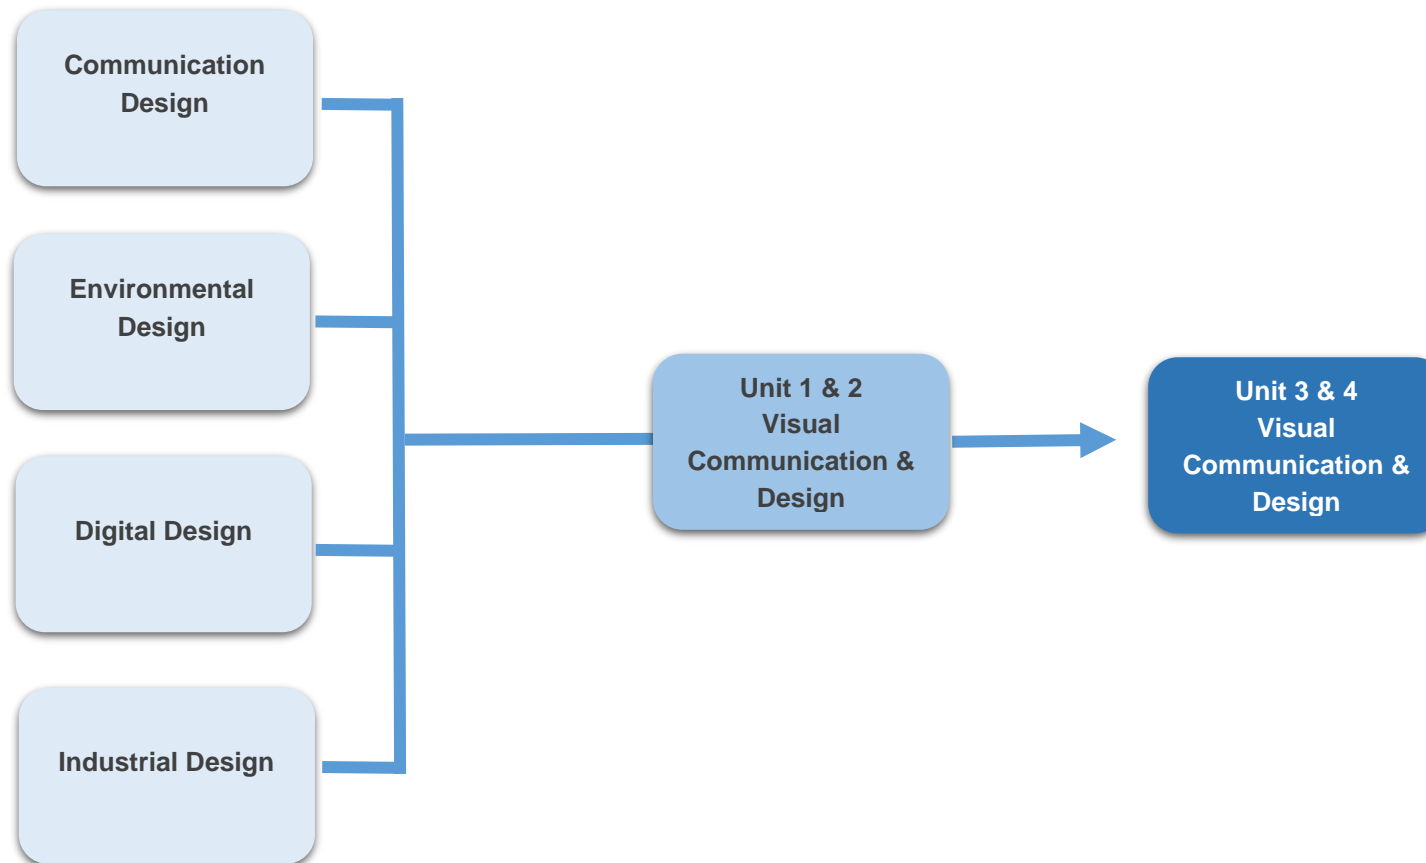 Communication
Design
Environmental
Design
Digital Design
Industrial Design
Unit 1 & 2
Visual
Communication &
Design
Unit 3 & 4
Visual
Communication &
Design